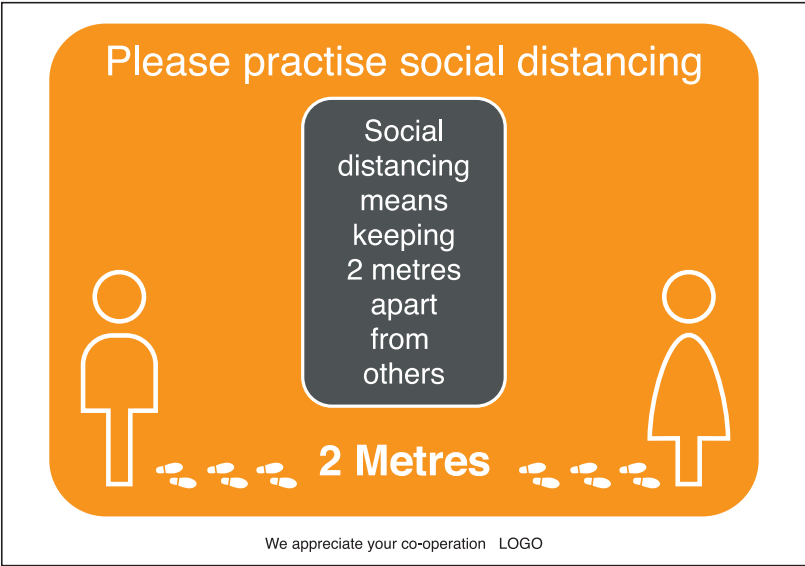 Please practise social distancing
Social
distancing
means
keeping
2 metres
apart
from
others
2 Metres
We appreciate your co-operation LOGO